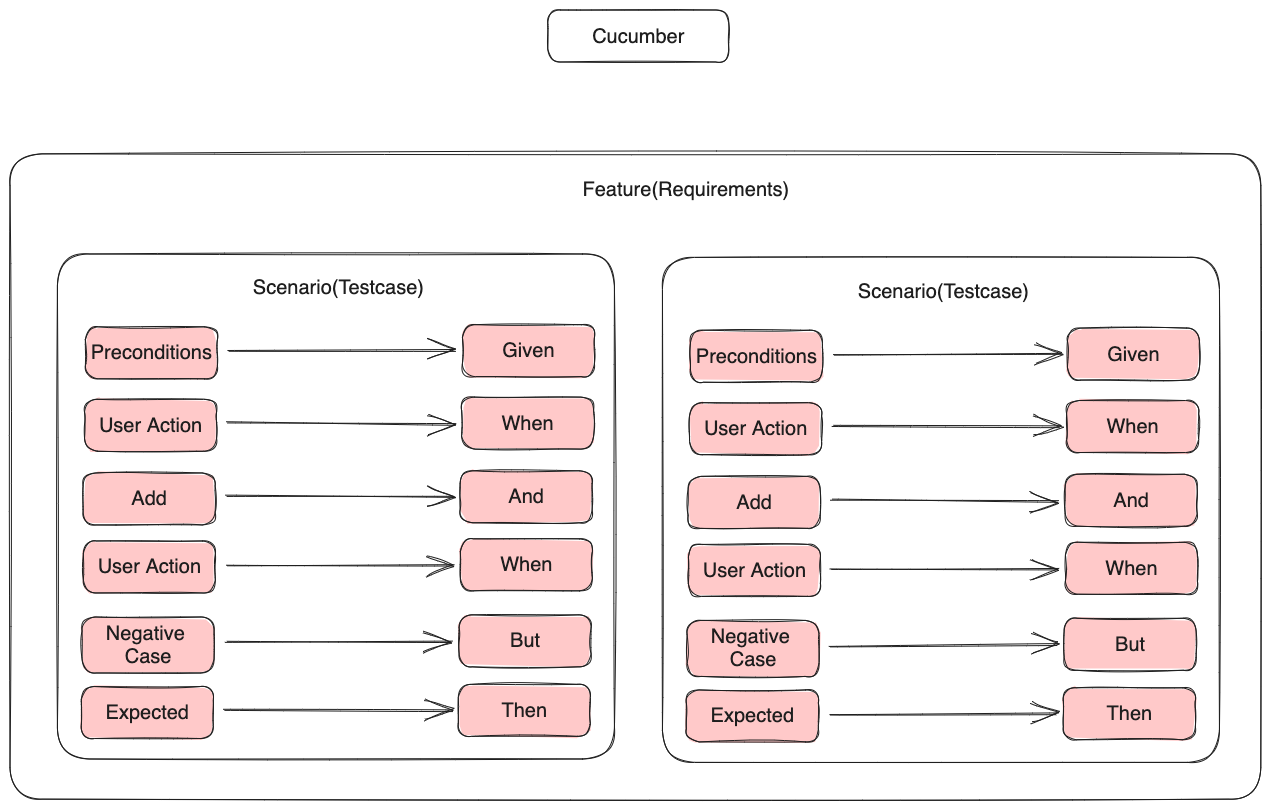 Cucumber
Feature(Requirements)
Scenario(Testcase)
Preconditions
Given
User Action
When
Add
And
User Action
When
Negative
Case
But
Expected
Then
Scenario(Testcase)
Preconditions
Given
User Action
When
Add
And
User Action
When
Negative
Case
But
Expected
Then